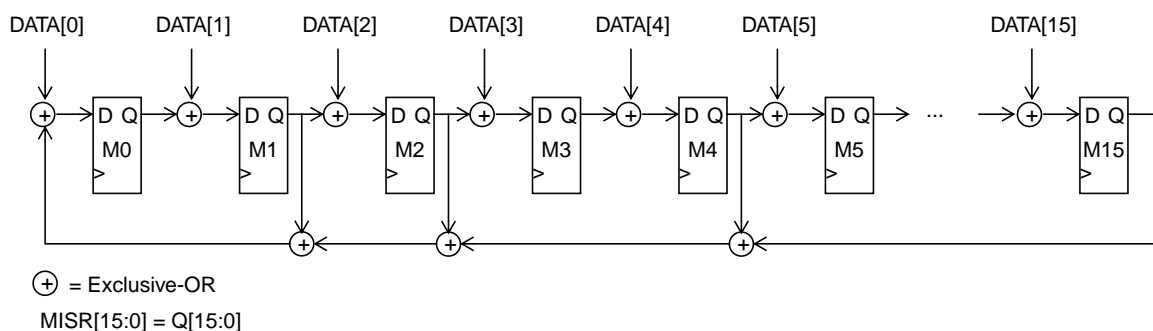 DATA[0] DATA[1] DATA[2] DATA[3] DATA[4] DATA[5] DATA[15]
+ + + + + + +
D Q D Q D Q D Q D Q D Q ... D Q
M0 M1 M2 M3 M4 M5 M15
+ + +
+ = Exclusive-OR
MISR[15:0] = Q[15:0]